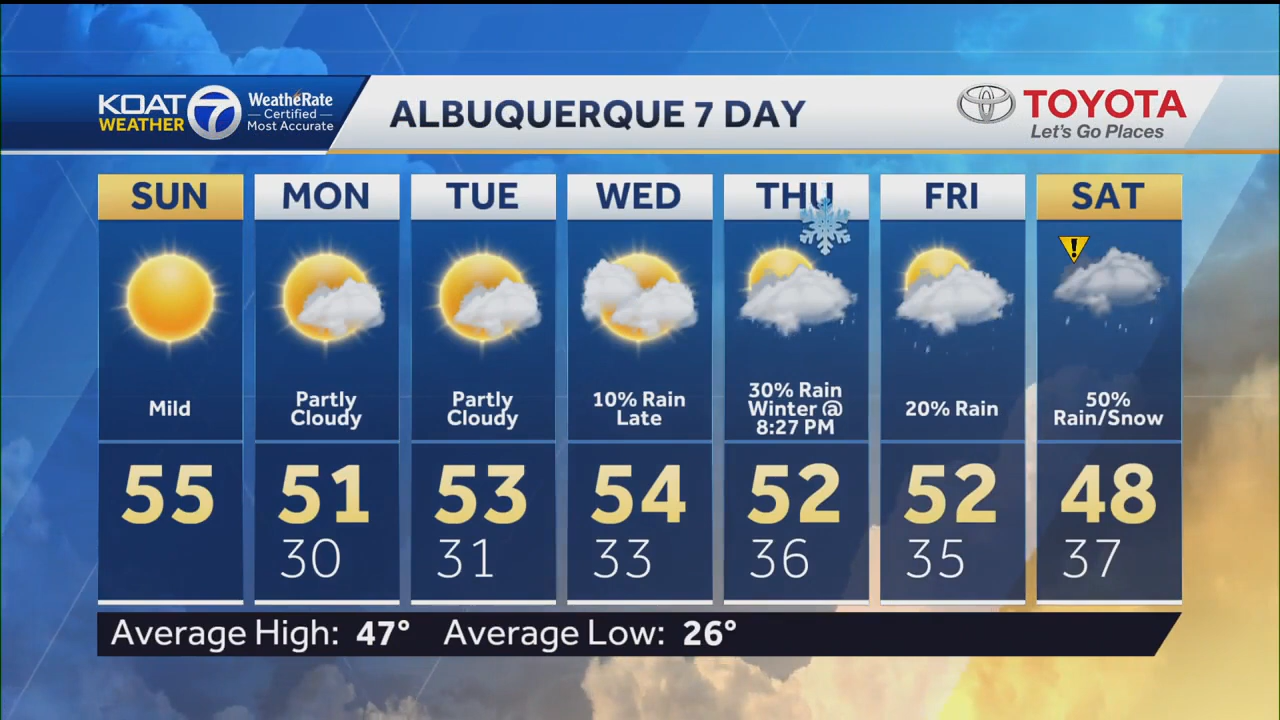 KOAT
WEATHER
7
WeatheRate
Certified
Most Accurate
ALBUQUERQUE 7 DAY
TOYOTA
Let's Go Places
SUN
MON
TUE
WED
THU
FRI
SAT
!
Mild
Partly
Cloudy
Partly
Cloudy
10% Rain
Late
30% Rain
Winter @
8:27 PM
20% Rain
50%
Rain/Snow
55
51
53
54
52
52
48
30
31
33
36
35
37
Average High: 47° Average Low: 26°